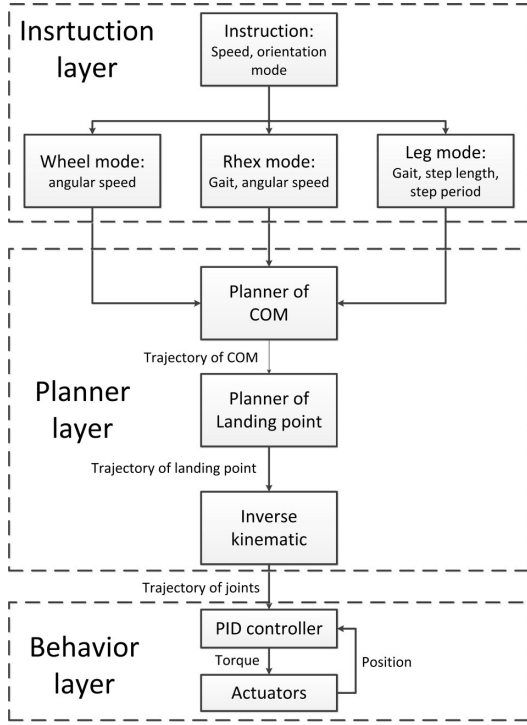 Insrtuction
layer
Instruction:
Speed, orientation
mode
Wheel mode:
angular speed
Rhex mode:
Gait, angular speed
Leg mode:
Gait, step length,
step period
Planner
layer
Planner of
COM
Trajectory of COM
Planner of
Landing point
Trajectory of landing point
Inverse
kinematic
Trajectory of joints
Behavior
layer
PID controller
Torque
Position
Actuators